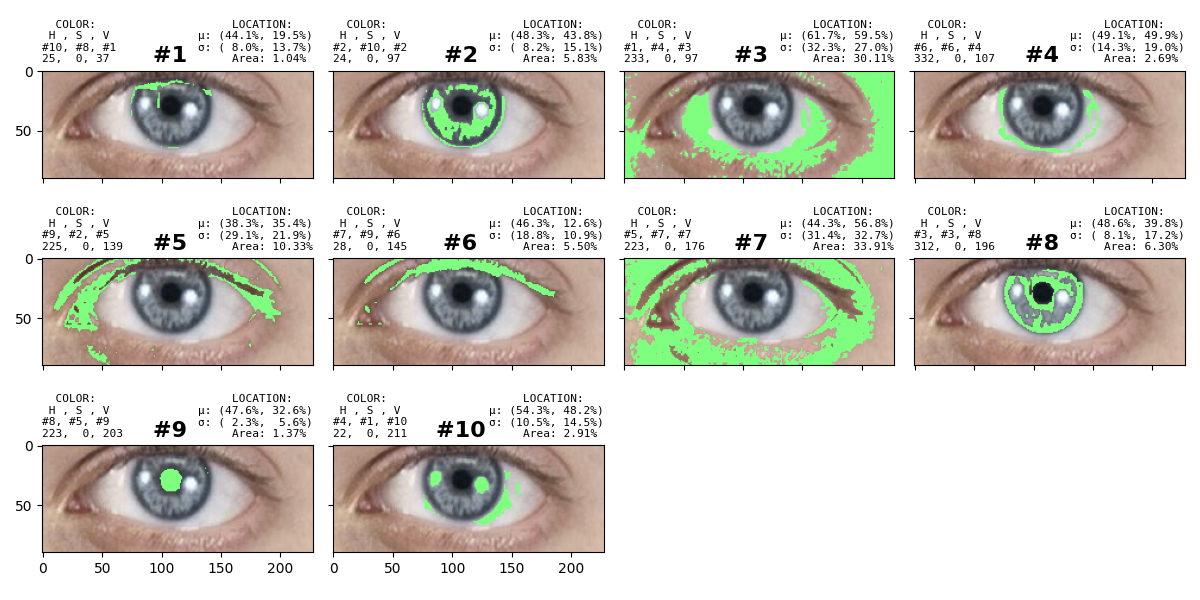 COLOR: LOCATION:
H , S , V μ: (44.1%, 19.5%)
#10, #8, #1 σ: ( 8.0%, 13.7%)
25, 0, 37 #1 Area: 1.04%
COLOR: LOCATION:
H , S , V μ: (48.3%, 43.8%)
#2, #10, #2 σ: ( 8.2%, 15.1%)
24, 0, 97 #2 Area: 5.83%
COLOR: LOCATION:
H , S , V μ: (61.7%, 59.5%)
#1, #4, #3 σ: (32.3%, 27.0%)
233, 0, 97 #3 Area: 30.11%
COLOR: LOCATION:
H , S , V μ: (49.1%, 49.9%)
#6, #6, #4 σ: (14.3%, 19.0%)
332, 0, 107 #4 Area: 2.69%
0
50
COLOR: LOCATION:
H , S , V μ: (38.3%, 35.4%)
#9, #2, #5 σ: (29.1%, 21.9%)
225, 0, 139 #5 Area: 10.33%
COLOR: LOCATION:
H , S , V μ: (46.3%, 12.6%)
#7, #9, #6 σ: (18.8%, 10.9%)
28, 0, 145 #6 Area: 5.50%
COLOR: LOCATION:
H , S , V μ: (44.3%, 56.8%)
#5, #7, #7 σ: (31.4%, 32.7%)
223, 0, 176 #7 Area: 33.91%
COLOR: LOCATION:
H , S , V μ: (48.6%, 39.8%)
#3, #3, #8 σ: ( 8.1%, 17.2%)
312, 0, 196 #8 Area: 6.30%
0
50
COLOR: LOCATION:
H , S , V μ: (47.6%, 32.6%)
#8, #5, #9 σ: ( 2.3%, 5.6%)
223, 0, 203 #9 Area: 1.37%
COLOR: LOCATION:
H , S , V μ: (54.3%, 48.2%)
#4, #1, #10 σ: (10.5%, 14.5%)
22, 0, 211 #10 Area: 2.91%
0
50
0 50 100 150 200
0 50 100 150 200